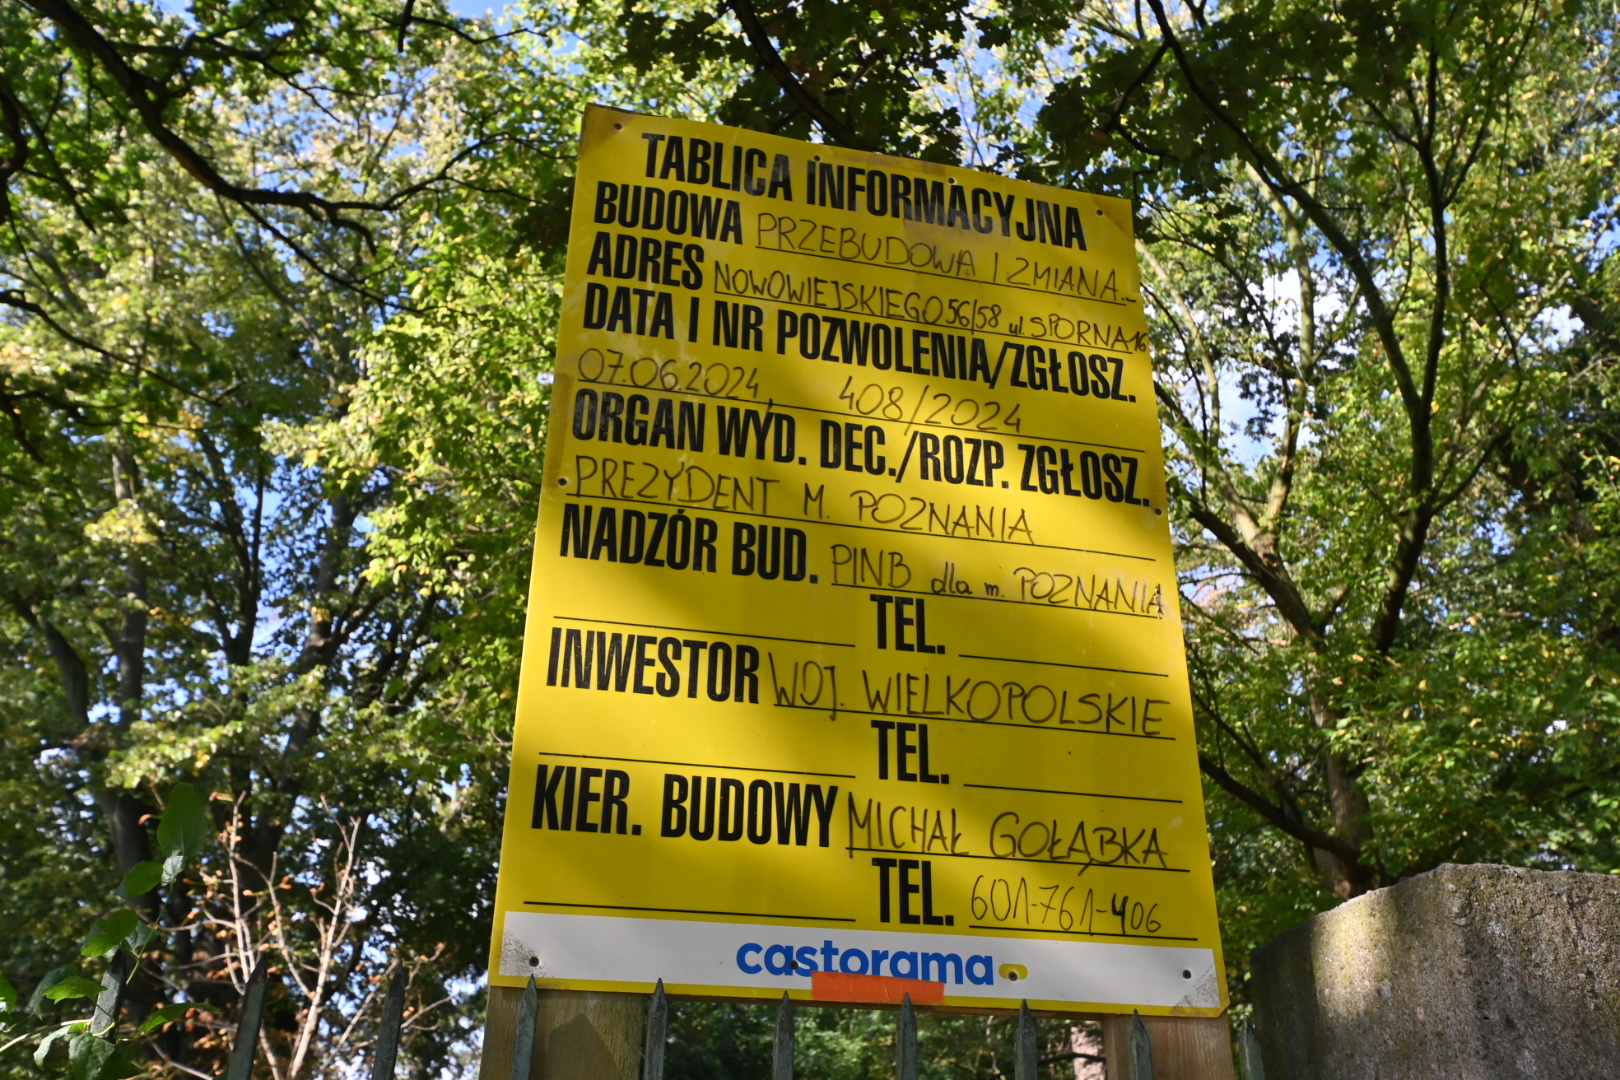 TABLICA INFORMACYJNA
BUDOWA PRZEBUDOWA I ZMIANA...
ADRES NOWOWIEJSKIEGO 56/58 ul. SPORNA 16
DATA I NR POZWOLENIA/ZGŁOSZ.
07.06.2024, 408/2024
ORGAN WYD. DEC./ROZP. ZGŁOSZ.
PREZYDENT M. POZNANIA
NADZÓR BUD. PINB dla m. POZNANIA
TEL.
INWESTOR WOJ. WIELKOPOLSKIE
TEL.
KIER. BUDOWY MICHAŁ GOŁĄBKA
TEL. 601-761-406
castorama